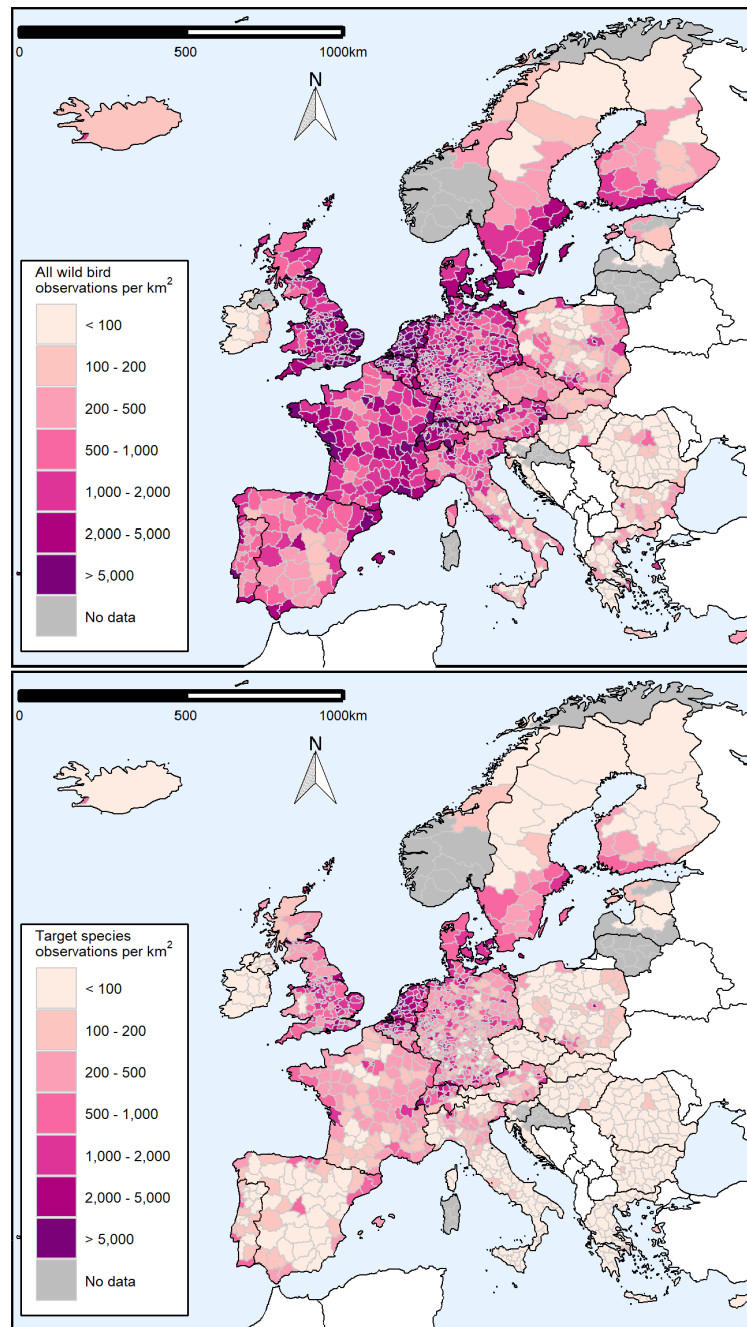 0 500 1000km
N
All wild bird
observations per km²
< 100
100 - 200
200 - 500
500 - 1,000
1,000 - 2,000
2,000 - 5,000
> 5,000
No data
0 500 1000km
N
Target species
observations per km²
< 100
100 - 200
200 - 500
500 - 1,000
1,000 - 2,000
2,000 - 5,000
> 5,000
No data